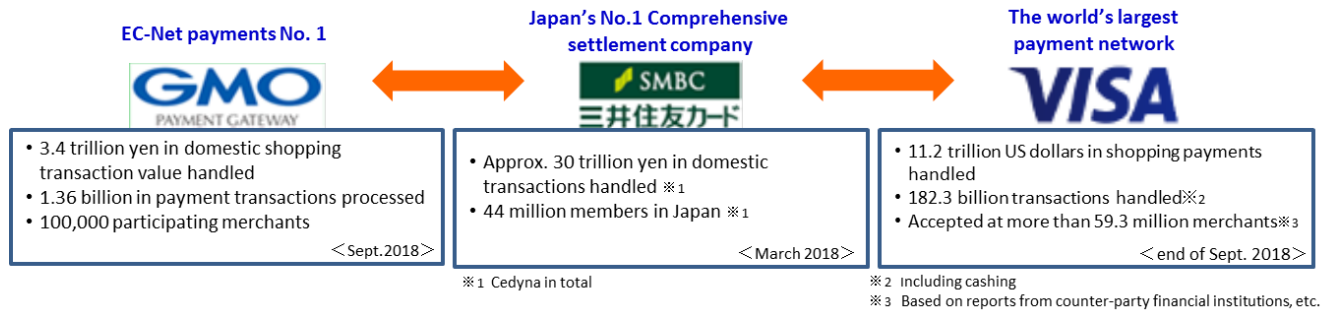 EC-Net payments No. 1
GMO
PAYMENT GATEWAY
• 3.4 trillion yen in domestic shopping
transaction value handled
• 1.36 billion in payment transactions processed
• 100,000 participating merchants
＜Sept.2018＞
Japan's No.1 Comprehensive
settlement company
SMBC
三井住友カード
• Approx. 30 trillion yen in domestic
transactions handled ※1
• 44 million members in Japan ※1
＜March 2018＞
※1 Cedyna in total
The world's largest
payment network
VISA
• 11.2 trillion US dollars in shopping payments
handled
• 182.3 billion transactions handled※2
• Accepted at more than 59.3 million merchants※3
＜end of Sept. 2018＞
※2 Including cashing
※3 Based on reports from counter-party financial institutions, etc.